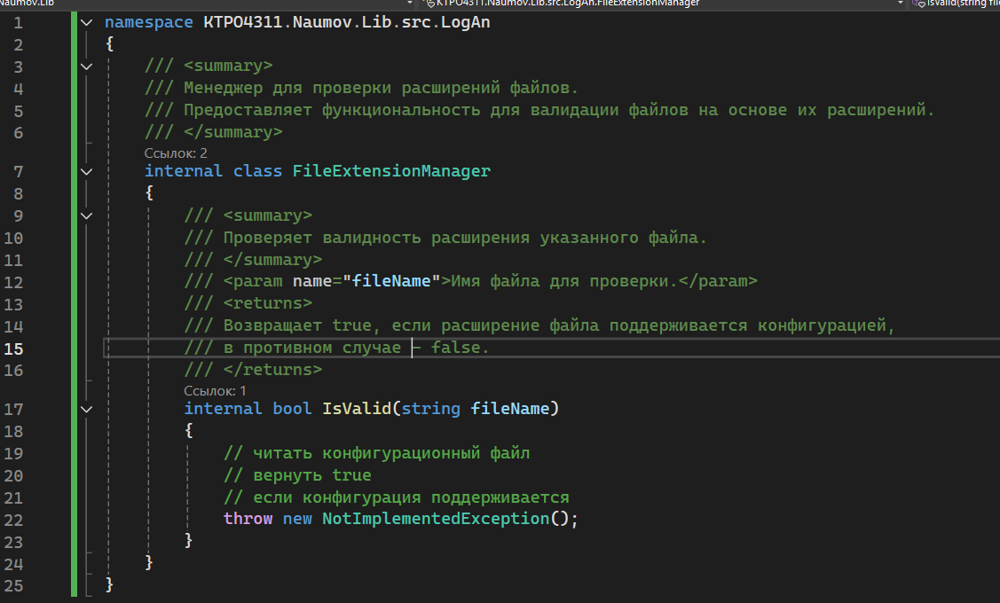 Naumov.Lib
KTPO4311.Naumov.Lib.src.LogAn.FileExtensionManager
IsValid(string
1 namespace KTPO4311.Naumov.Lib.src.LogAn
2 {
3 /// <summary>
4 /// Менеджер для проверки расширений файлов.
5 /// Предоставляет функциональность для валидации файлов на основе их расширений.
6 /// </summary>
Ссылок: 2
7 internal class FileExtensionManager
8 {
9 /// <summary>
10 /// Проверяет валидность расширения указанного файла.
11 /// </summary>
12 /// <param name="fileName">Имя файла для проверки.</param>
13 /// <returns>
14 /// Возвращает true, если расширение файла поддерживается конфигурацией,
15 /// в противном случае – false.
16 /// </returns>
Ссылок: 1
17 internal bool IsValid(string fileName)
18 {
19 // читать конфигурационный файл
20 // вернуть true
21 // если конфигурация поддерживается
22 throw new NotImplementedException();
23 }
24 }
25 }